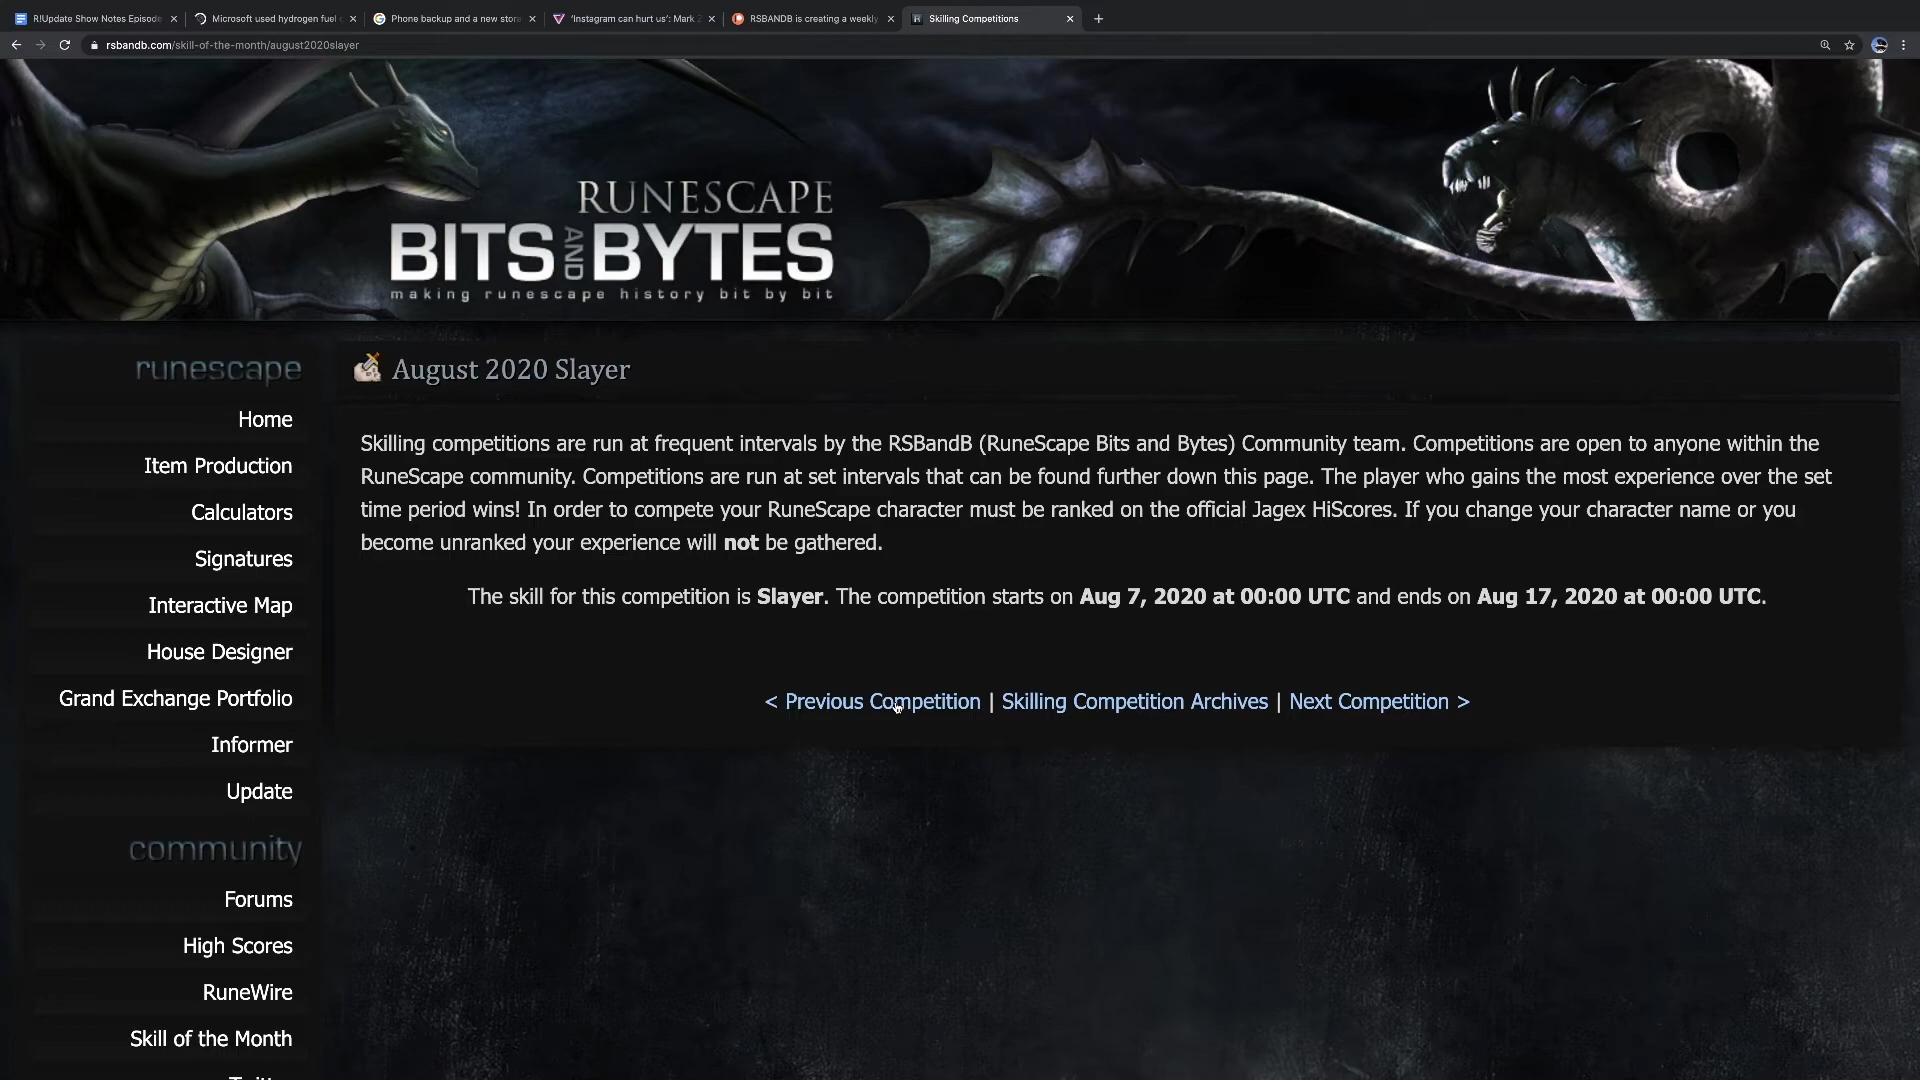 R!Update Show Notes Episode
Microsoft used hydrogen fuel c
Phone backup and a new stora
'Instagram can hurt us': Mark Z
RSBANDB is creating a weekly
Skilling Competitions
rsbandb.com/skill-of-the-month/august2020slayer
RUNESCAPE
BITS AND BYTES
making runescape history bit by bit
runescape
Home
Item Production
Calculators
Signatures
Interactive Map
House Designer
Grand Exchange Portfolio
Informer
Update
community
Forums
High Scores
RuneWire
Skill of the Month
August 2020 Slayer
Skilling competitions are run at frequent intervals by the RSBandB (RuneScape Bits and Bytes) Community team. Competitions are open to anyone within the
RuneScape community. Competitions are run at set intervals that can be found further down this page. The player who gains the most experience over the set
time period wins! In order to compete your RuneScape character must be ranked on the official Jagex HiScores. If you change your character name or you
become unranked your experience will not be gathered.
The skill for this competition is Slayer. The competition starts on Aug 7, 2020 at 00:00 UTC and ends on Aug 17, 2020 at 00:00 UTC.
< Previous Competition | Skilling Competition Archives | Next Competition >